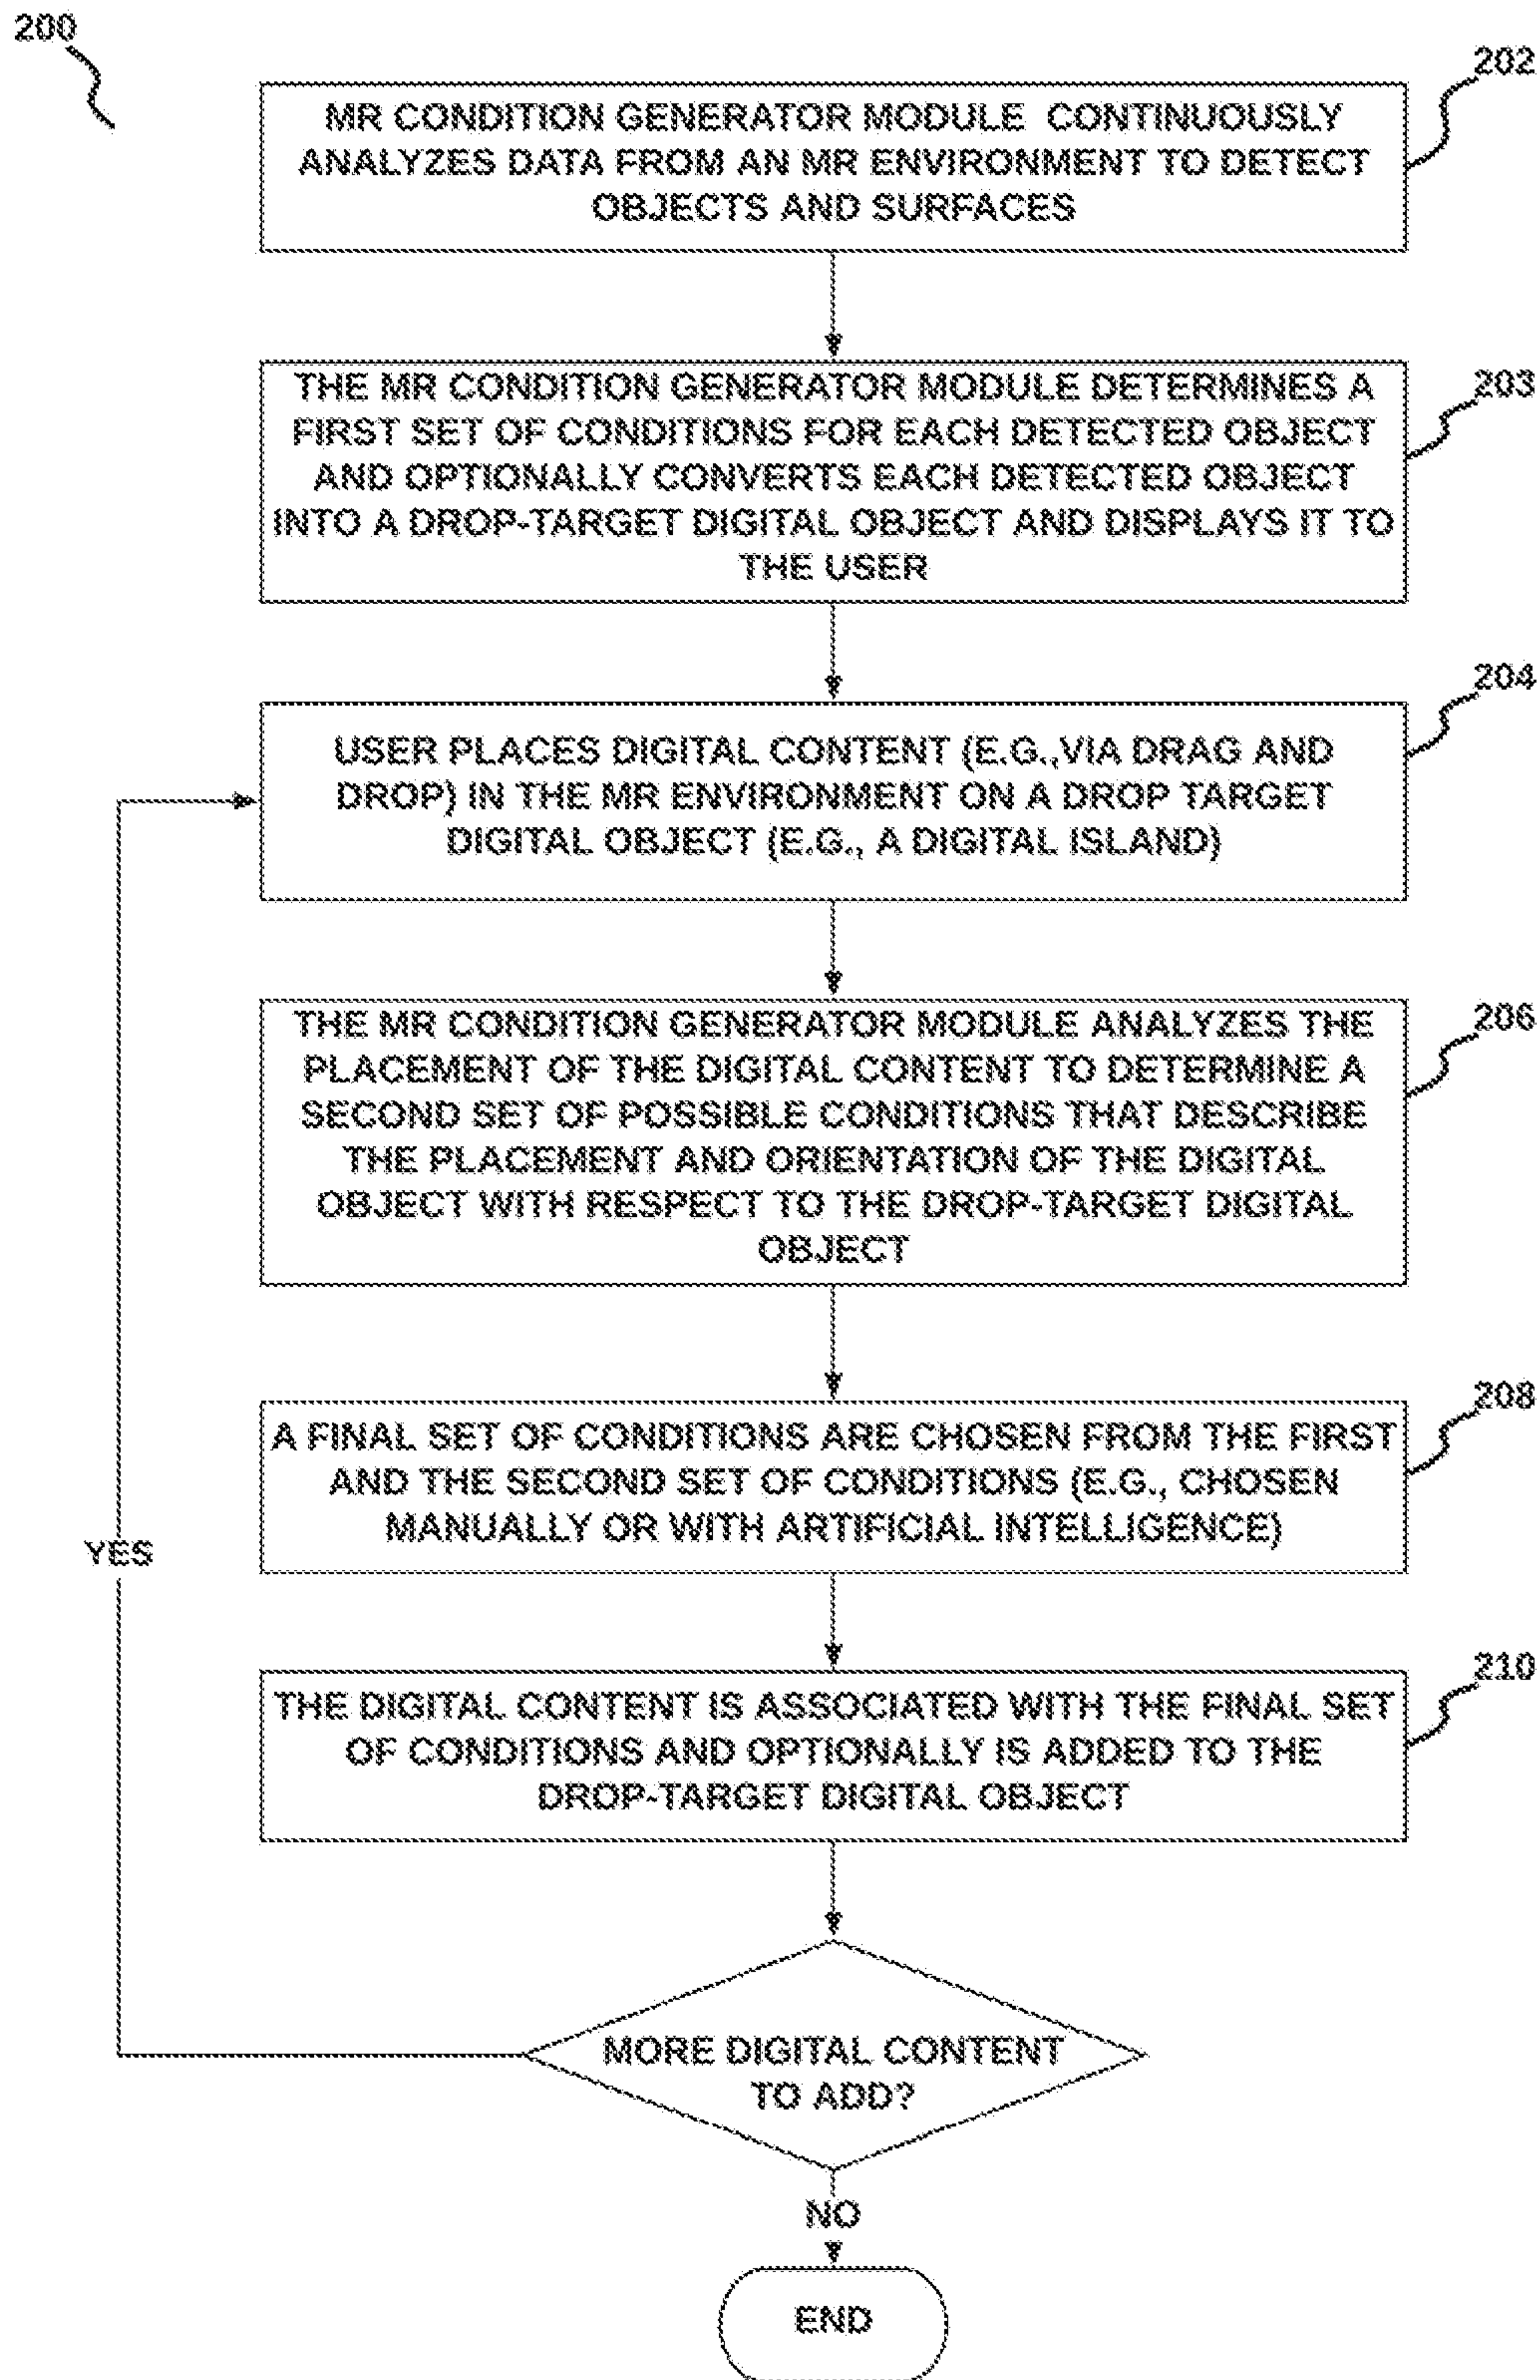 200
202
MR CONDITION GENERATOR MODULE CONTINUOUSLY
ANALYZES DATA FROM AN MR ENVIRONMENT TO DETECT
OBJECTS AND SURFACES
203
THE MR CONDITION GENERATOR MODULE DETERMINES A
FIRST SET OF CONDITIONS FOR EACH DETECTED OBJECT
AND OPTIONALLY CONVERTS EACH DETECTED OBJECT
INTO A DROP-TARGET DIGITAL OBJECT AND DISPLAYS IT TO
THE USER
204
USER PLACES DIGITAL CONTENT (E.G.,VIA DRAG AND
DROP) IN THE MR ENVIRONMENT ON A DROP TARGET
DIGITAL OBJECT (E.G., A DIGITAL ISLAND)
206
THE MR CONDITION GENERATOR MODULE ANALYZES THE
PLACEMENT OF THE DIGITAL CONTENT TO DETERMINE A
SECOND SET OF POSSIBLE CONDITIONS THAT DESCRIBE
THE PLACEMENT AND ORIENTATION OF THE DIGITAL
OBJECT WITH RESPECT TO THE DROP-TARGET DIGITAL
OBJECT
208
A FINAL SET OF CONDITIONS ARE CHOSEN FROM THE FIRST
AND THE SECOND SET OF CONDITIONS (E.G., CHOSEN
MANUALLY OR WITH ARTIFICIAL INTELLIGENCE)
YES
210
THE DIGITAL CONTENT IS ASSOCIATED WITH THE FINAL SET
OF CONDITIONS AND OPTIONALLY IS ADDED TO THE
DROP-TARGET DIGITAL OBJECT
MORE DIGITAL CONTENT
TO ADD?
NO
END